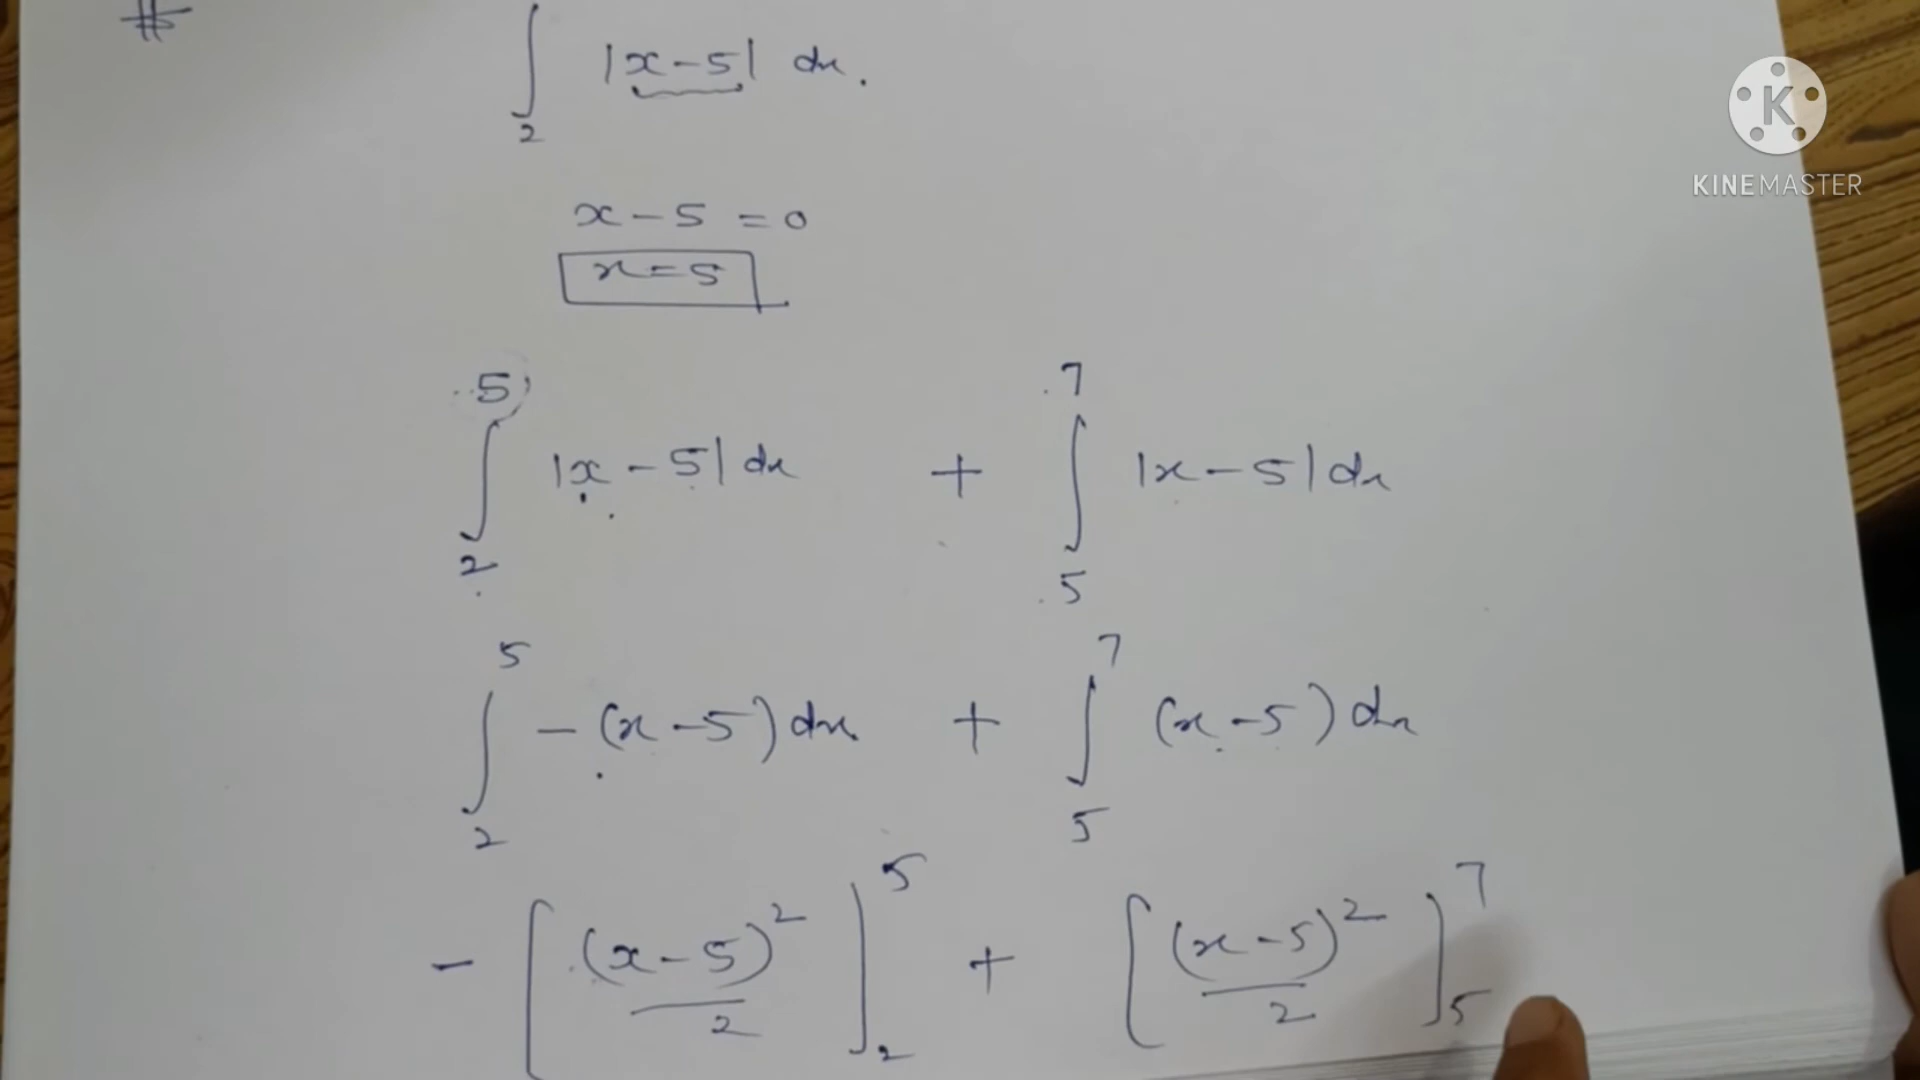 #
∫₂ |x-5| dx.
x-5 = 0
x=5
∫₂⁵ |x-5| dx + ∫₅⁷ |x-5| dx
∫₂⁵ -(x-5) dx + ∫₅⁷ (x-5) dx
-[(x-5)²/2]₂⁵ + [(x-5)²/2]₅⁷
K
KINEMASTER